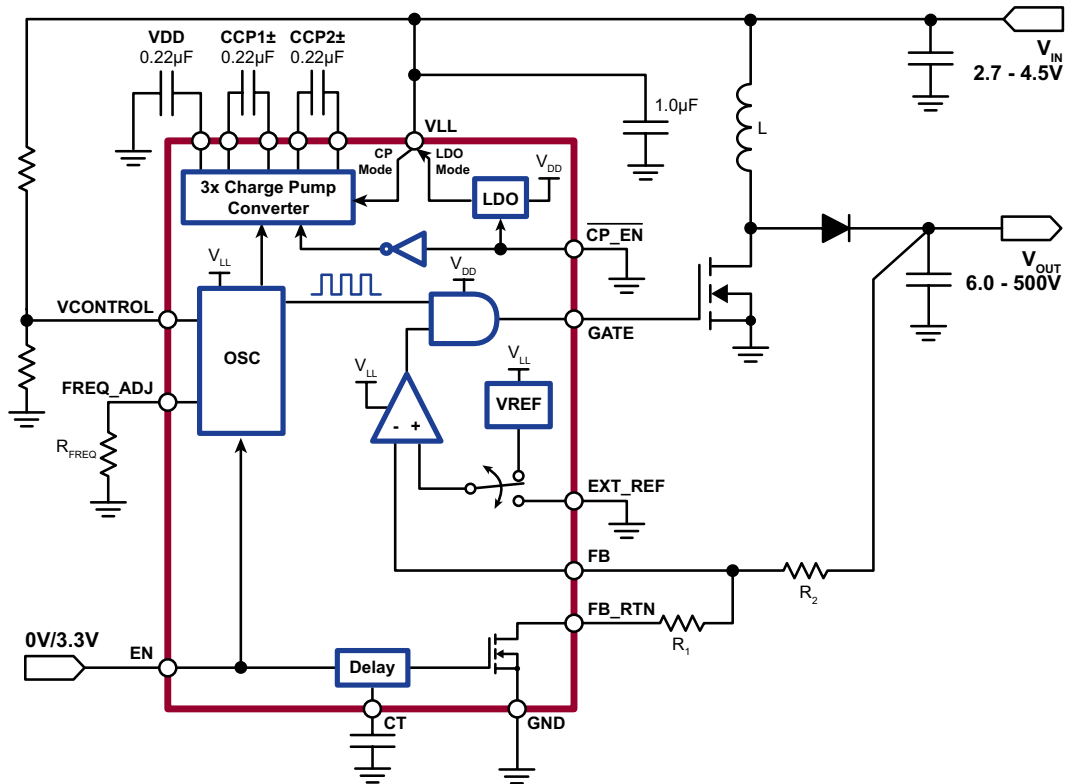 VDD
0.22µF
CCP1±
0.22µF
CCP2±
0.22µF
V_IN
2.7 - 4.5V
1.0µF
L
VLL
CP
Mode
LDO
Mode
V_DD
3x Charge Pump
Converter
LDO
CP_EN
V_LL
V_DD
V_OUT
6.0 - 500V
VCONTROL
GATE
OSC
V_LL
V_LL
VREF
FREQ_ADJ
- +
R_FREQ
EXT_REF
FB
R_2
FB_RTN
R_1
0V/3.3V
EN
Delay
CT
GND